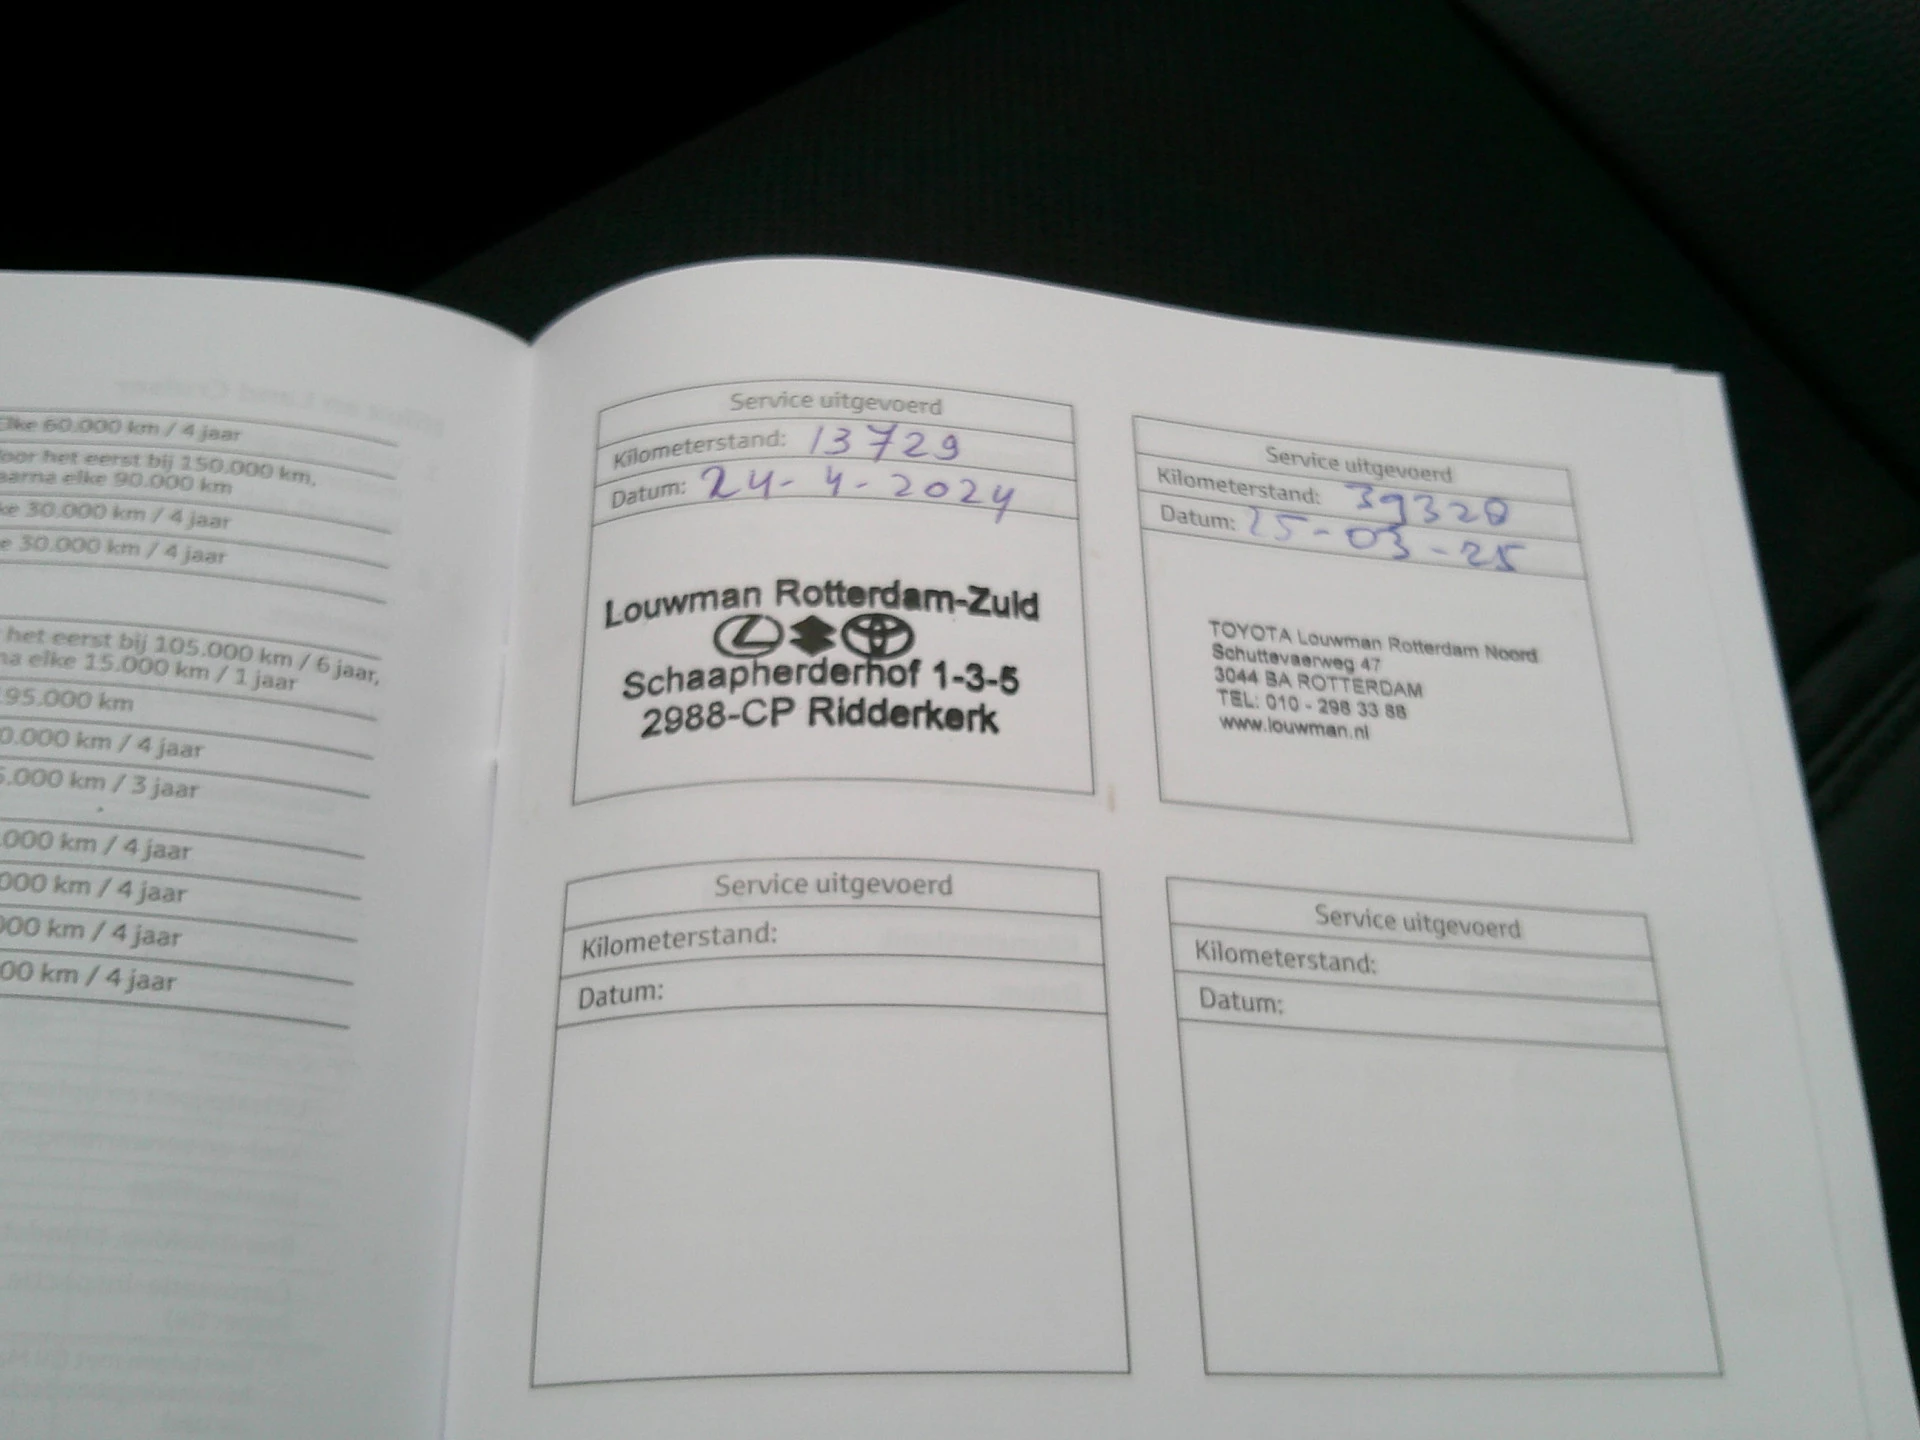 Elke 60.000 km / 4 jaar
het eerst bij 150.000 km,
elke 90.000 km
30.000 km / 4 jaar
30.000 km / 4 jaar
het eerst bij 105.000 km / 6 jaar,
elke 15.000 km / 1 jaar
195.000 km
0.000 km / 4 jaar
5.000 km / 3 jaar
.000 km / 4 jaar
000 km / 4 jaar
000 km / 4 jaar
00 km / 4 jaar
Service uitgevoerd
Kilometerstand: 13729
Datum: 24-4-2024
Louwman Rotterdam-Zuid
Schaapherderhof 1-3-5
2988-CP Ridderkerk
Service uitgevoerd
Kilometerstand: 39328
Datum: 25-03-25
TOYOTA Louwman Rotterdam Noord
Schuttevaerweg 47
3044 BA ROTTERDAM
TEL: 010 - 298 33 88
www.louwman.nl
Service uitgevoerd
Kilometerstand:
Datum:
Service uitgevoerd
Kilometerstand:
Datum: